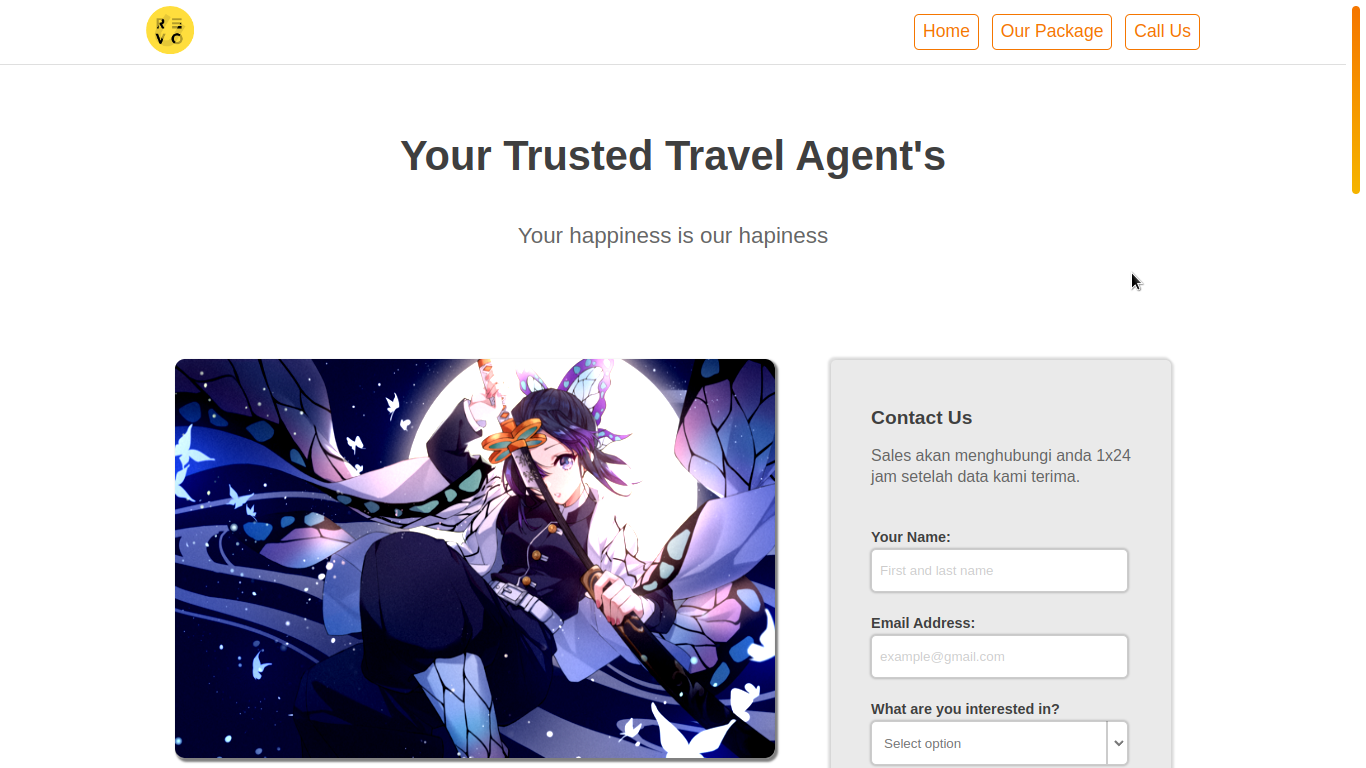 RE
VO
Home
Our Package
Call Us
Your Trusted Travel Agent's
Your happiness is our hapiness
Contact Us
Sales akan menghubungi anda 1x24
jam setelah data kami terima.
Your Name:
First and last name
Email Address:
example@gmail.com
What are you interested in?
Select option